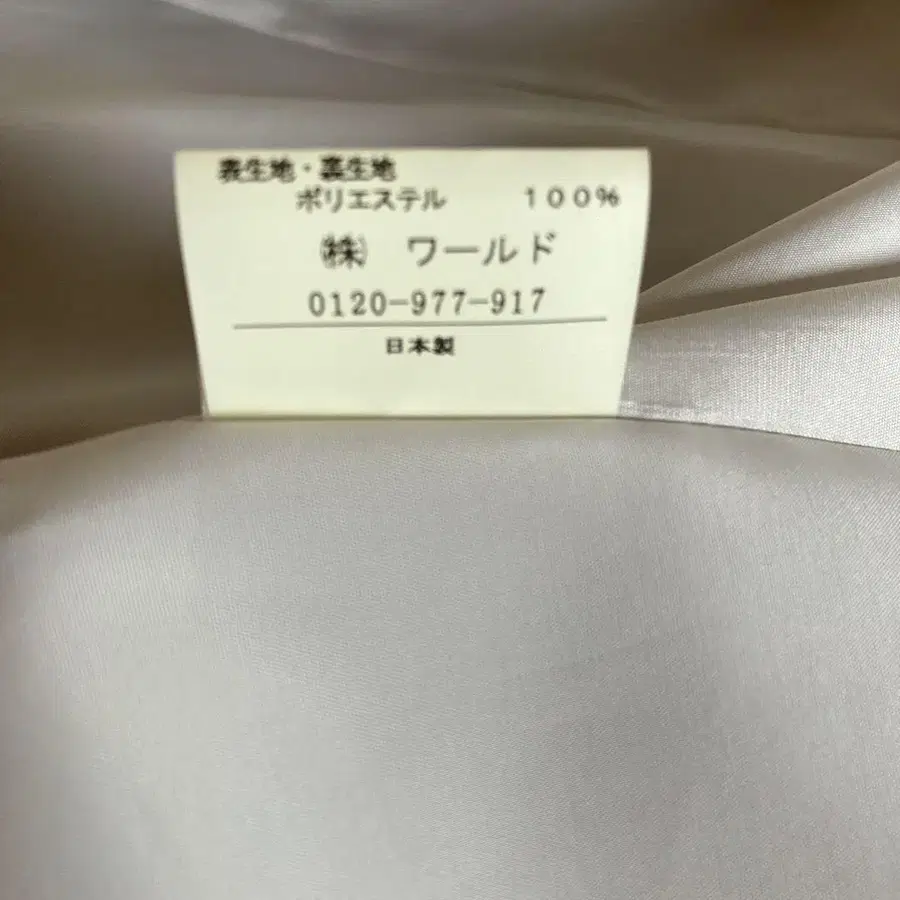 表生地・裏生地
ポリエステル 100%
㈱ ワールド
0120-977-917
日本製